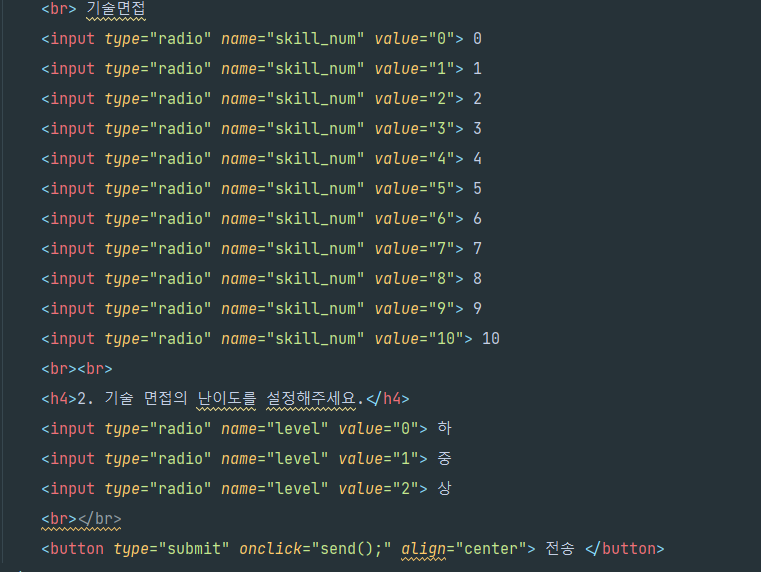 <br> 기술면접
<input type="radio" name="skill_num" value="0"> 0
<input type="radio" name="skill_num" value="1"> 1
<input type="radio" name="skill_num" value="2"> 2
<input type="radio" name="skill_num" value="3"> 3
<input type="radio" name="skill_num" value="4"> 4
<input type="radio" name="skill_num" value="5"> 5
<input type="radio" name="skill_num" value="6"> 6
<input type="radio" name="skill_num" value="7"> 7
<input type="radio" name="skill_num" value="8"> 8
<input type="radio" name="skill_num" value="9"> 9
<input type="radio" name="skill_num" value="10"> 10
<br><br>
<h4>2. 기술 면접의 난이도를 설정해주세요.</h4>
<input type="radio" name="level" value="0"> 하
<input type="radio" name="level" value="1"> 중
<input type="radio" name="level" value="2"> 상
<br></br>
<button type="submit" onclick="send();" align="center"> 전송 </button>